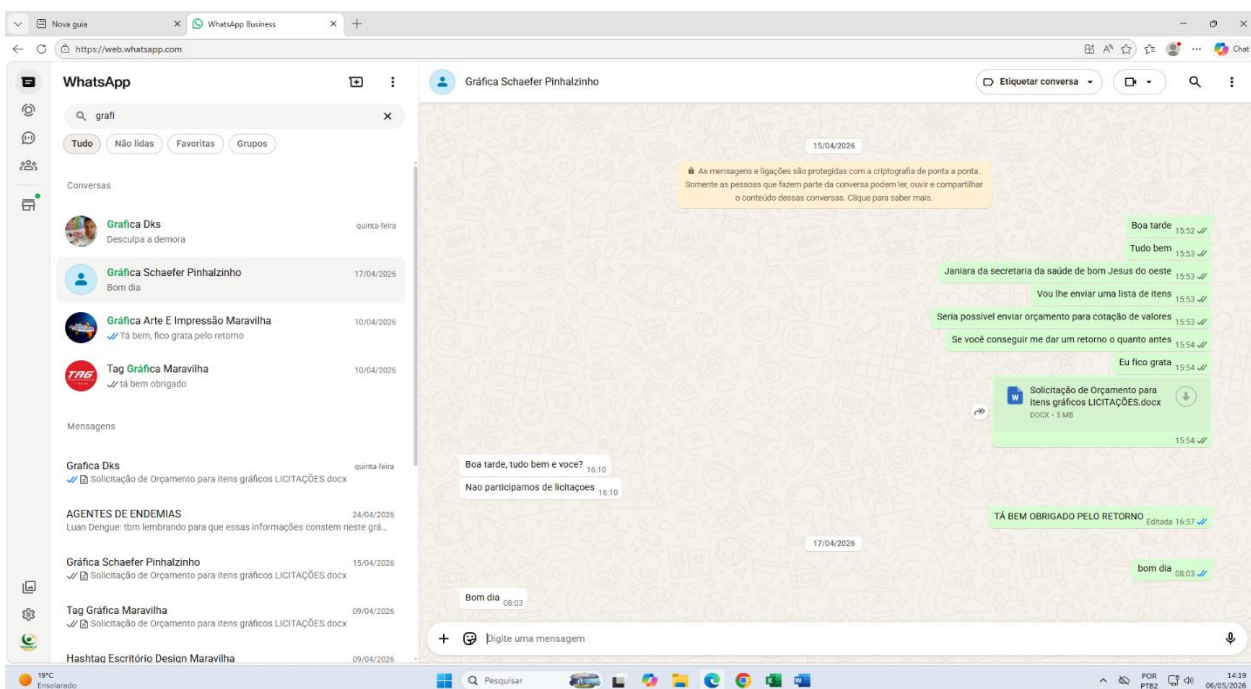 Nova guia
WhatsApp Business
https://web.whatsapp.com
Chat
WhatsApp
grafi
Tudo
Não lidas
Favoritas
Grupos
Conversas
Grafica Dks
quinta-feira
Desculpa a demora
Gráfica Schaefer Pinhalzinho
17/04/2026
Bom dia
Gráfica Arte E Impressão Maravilha
10/04/2026
Tá bem, fico grata pelo retorno
TAG
Tag Gráfica Maravilha
10/04/2026
tá bem obrigado
Mensagens
Grafica Dks
quinta-feira
Solicitação de Orçamento para itens gráficos LICITAÇÕES.docx
AGENTES DE ENDEMIAS
24/04/2026
Luan Dengue: tbm lembrando para que essas informações constem neste grá...
Gráfica Schaefer Pinhalzinho
15/04/2026
Solicitação de Orçamento para itens gráficos LICITAÇÕES.docx
Tag Gráfica Maravilha
09/04/2026
Solicitação de Orçamento para itens gráficos LICITAÇÕES.docx
Hashtag Escritório Design Maravilha
09/04/2026
Gráfica Schaefer Pinhalzinho
Etiquetar conversa
15/04/2026
As mensagens e ligações são protegidas com a criptografia de ponta a ponta.
Somente as pessoas que fazem parte da conversa podem ler, ouvir e compartilhar
o conteúdo dessas conversas. Clique para saber mais.
Boa tarde 15:52
Tudo bem 15:53
Janiara da secretaria da saúde de bom Jesus do oeste 15:53
Vou lhe enviar uma lista de itens 15:53
Seria possível enviar orçamento para cotação de valores 15:53
Se você conseguir me dar um retorno o quanto antes 15:54
Eu fico grata 15:54
Solicitação de Orçamento para
itens gráficos LICITAÇÕES.docx
DOCX • 5 MB
15:54
Boa tarde, tudo bem e voce? 16:10
Nao participamos de licitaçoes 16:10
TÁ BEM OBRIGADO PELO RETORNO Editada 16:57
17/04/2026
bom dia 08:03
Bom dia 08:03
Digite uma mensagem
19°C
Ensolarado
Pesquisar
POR
PTB2
14:19
06/05/2026